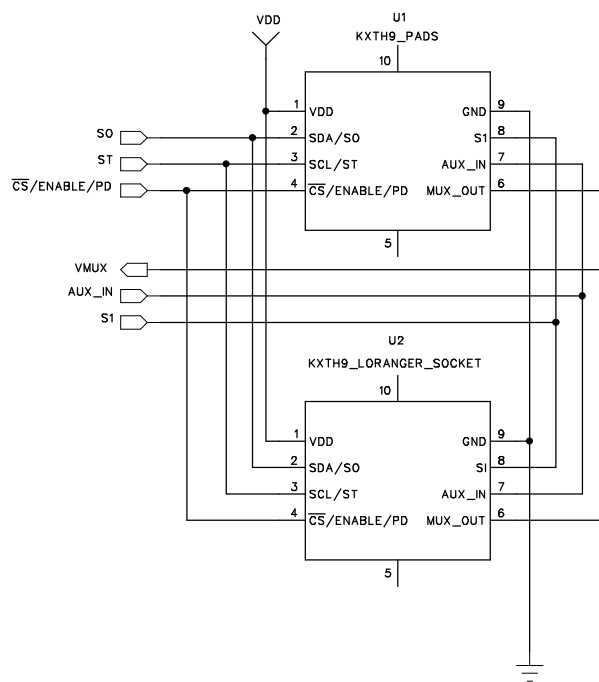 VDD
U1
KXTH9_PADS
10
1 VDD GND 9
SO 2 SDA/SO S1 8
ST 3 SCL/ST AUX_IN 7
CS/ENABLE/PD 4 CS/ENABLE/PD MUX_OUT 6
5
VMUX
AUX_IN
S1
U2
KXTH9_LORANGER_SOCKET
10
1 VDD GND 9
2 SDA/SO SI 8
3 SCL/ST AUX_IN 7
4 CS/ENABLE/PD MUX_OUT 6
5